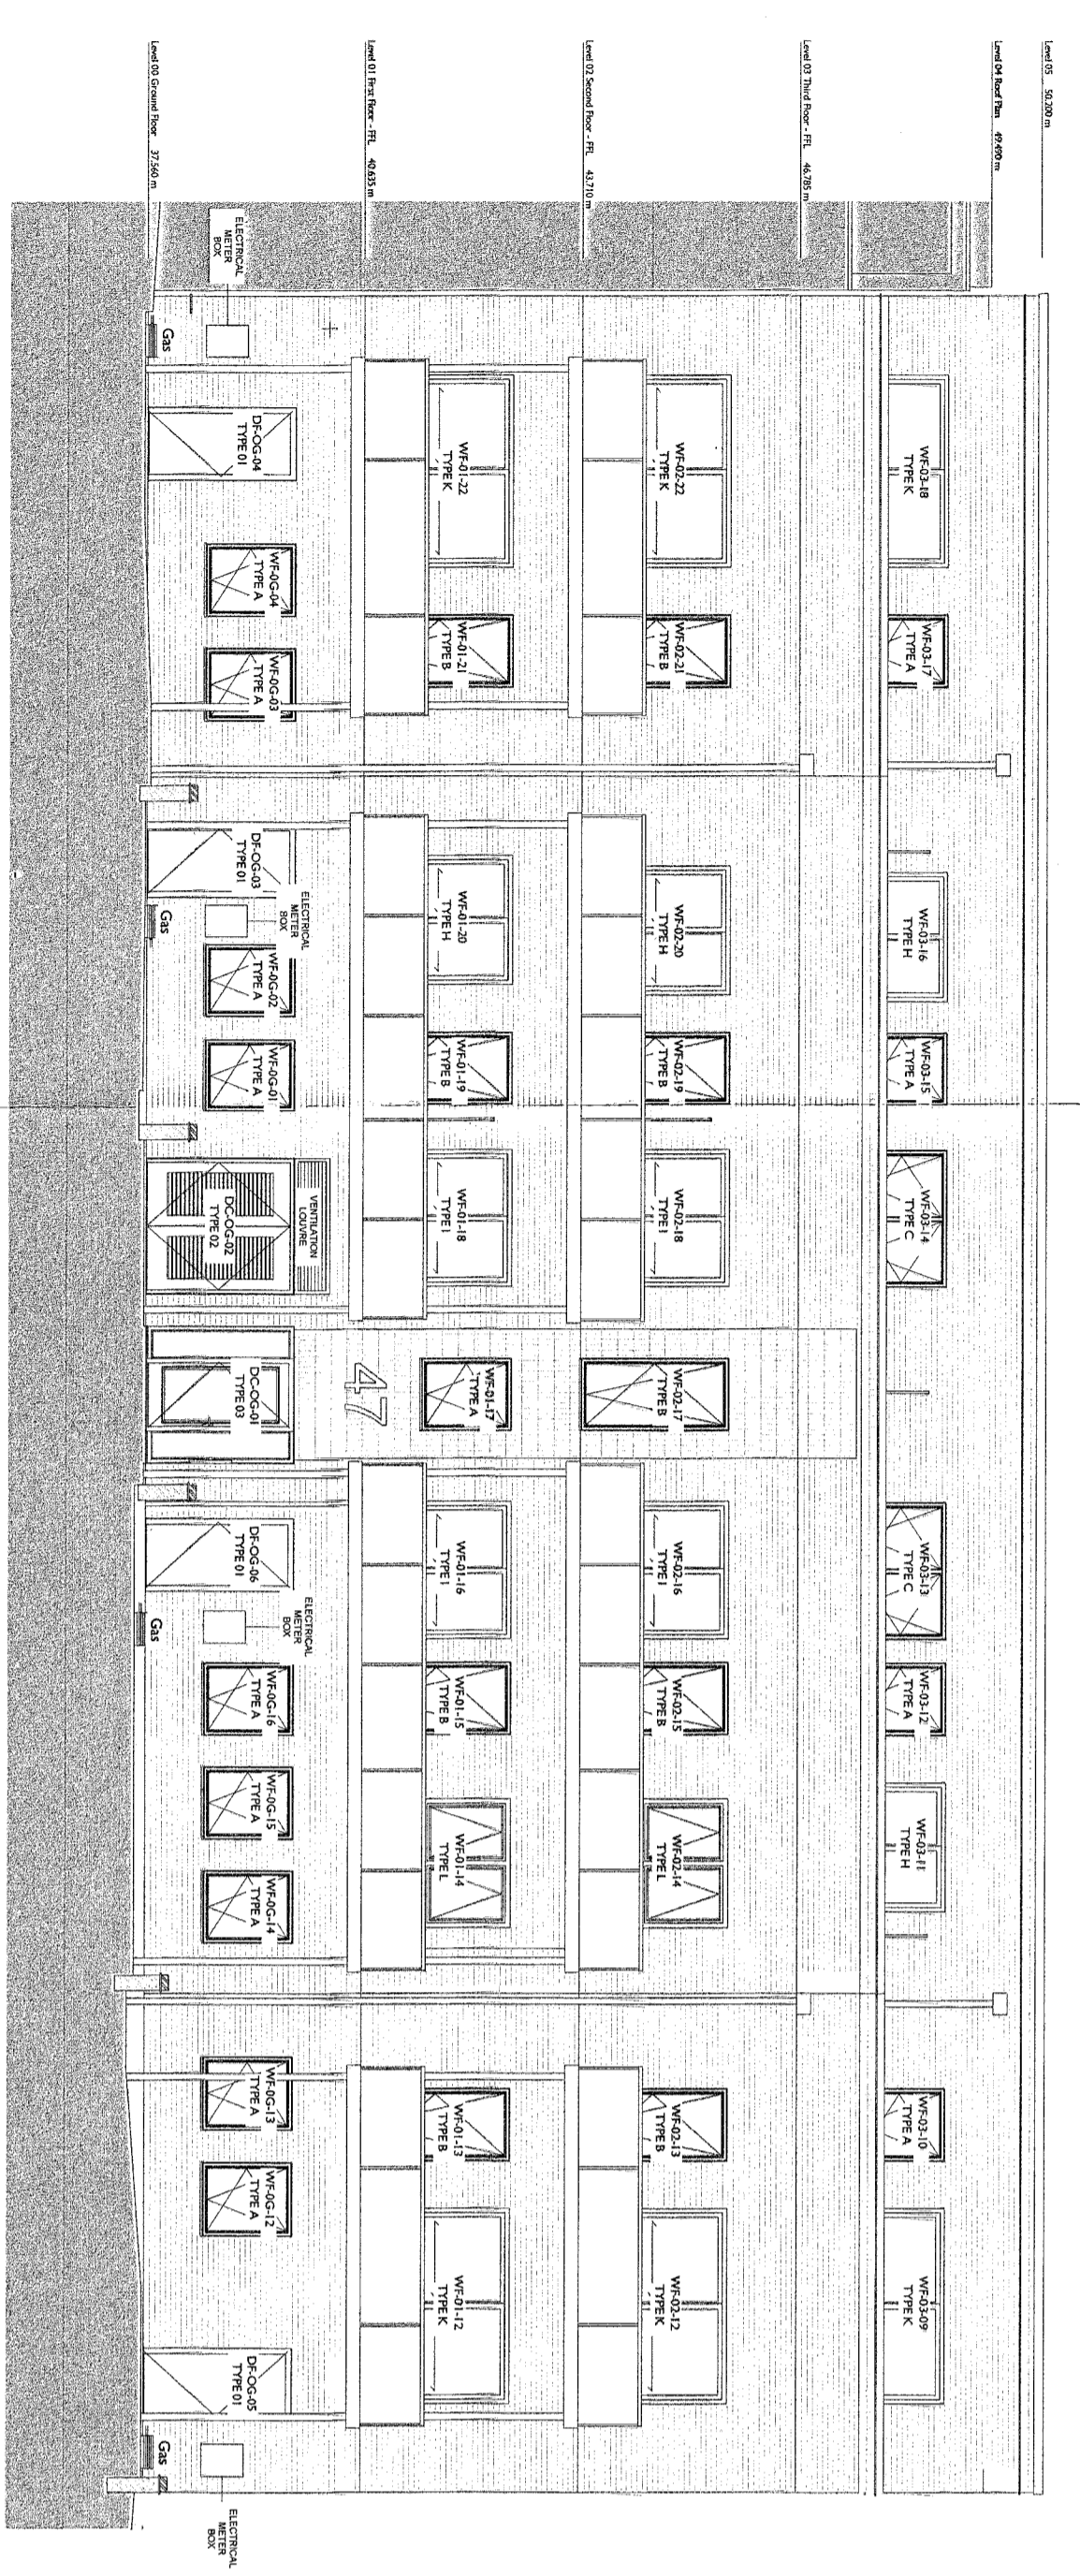 Level 05 50.200 m
Level 04 Roof Plan 49.490 m
Level 03 Third Floor - FFL 46.785 m
Level 02 Second Floor - FFL 43.710 m
Level 01 First Floor - FFL 40.635 m
Level 00 Ground Floor 37.560 m
WF-03-18
TYPE K
WF-03-17
TYPE A
WF-03-16
TYPE H
WF-03-15
TYPE A
WF-03-14
TYPE C
WF-03-13
TYPE C
WF-03-12
TYPE A
WF-03-11
TYPE H
WF-03-10
TYPE A
WF-03-09
TYPE K
WF-02-22
TYPE K
WF-02-21
TYPE B
WF-02-20
TYPE H
WF-02-19
TYPE B
WF-02-18
TYPE I
WF-02-17
TYPE B
WF-02-16
TYPE I
WF-02-15
TYPE B
WF-02-14
TYPE L
WF-02-13
TYPE B
WF-02-12
TYPE K
WF-01-22
TYPE K
WF-01-21
TYPE B
WF-01-20
TYPE H
WF-01-19
TYPE B
WF-01-18
TYPE I
WF-01-17
TYPE A
WF-01-16
TYPE I
WF-01-15
TYPE B
WF-01-14
TYPE L
WF-01-13
TYPE B
WF-01-12
TYPE K
47
ELECTRICAL
METER
BOX
Gas
DF-OG-04
TYPE 01
WF-0G-04
TYPE A
WF-0G-03
TYPE A
DF-OG-03
TYPE 01
ELECTRICAL
METER
BOX
Gas
WF-0G-02
TYPE A
WF-0G-01
TYPE A
VENTILATION
LOUVRE
DC-OG-02
TYPE 02
DC-OG-01
TYPE 03
DF-OG-06
TYPE 01
ELECTRICAL
METER
BOX
Gas
WF-0G-16
TYPE A
WF-0G-15
TYPE A
WF-0G-14
TYPE A
WF-0G-13
TYPE A
WF-0G-12
TYPE A
DF-OG-05
TYPE 01
Gas
ELECTRICAL
METER
BOX